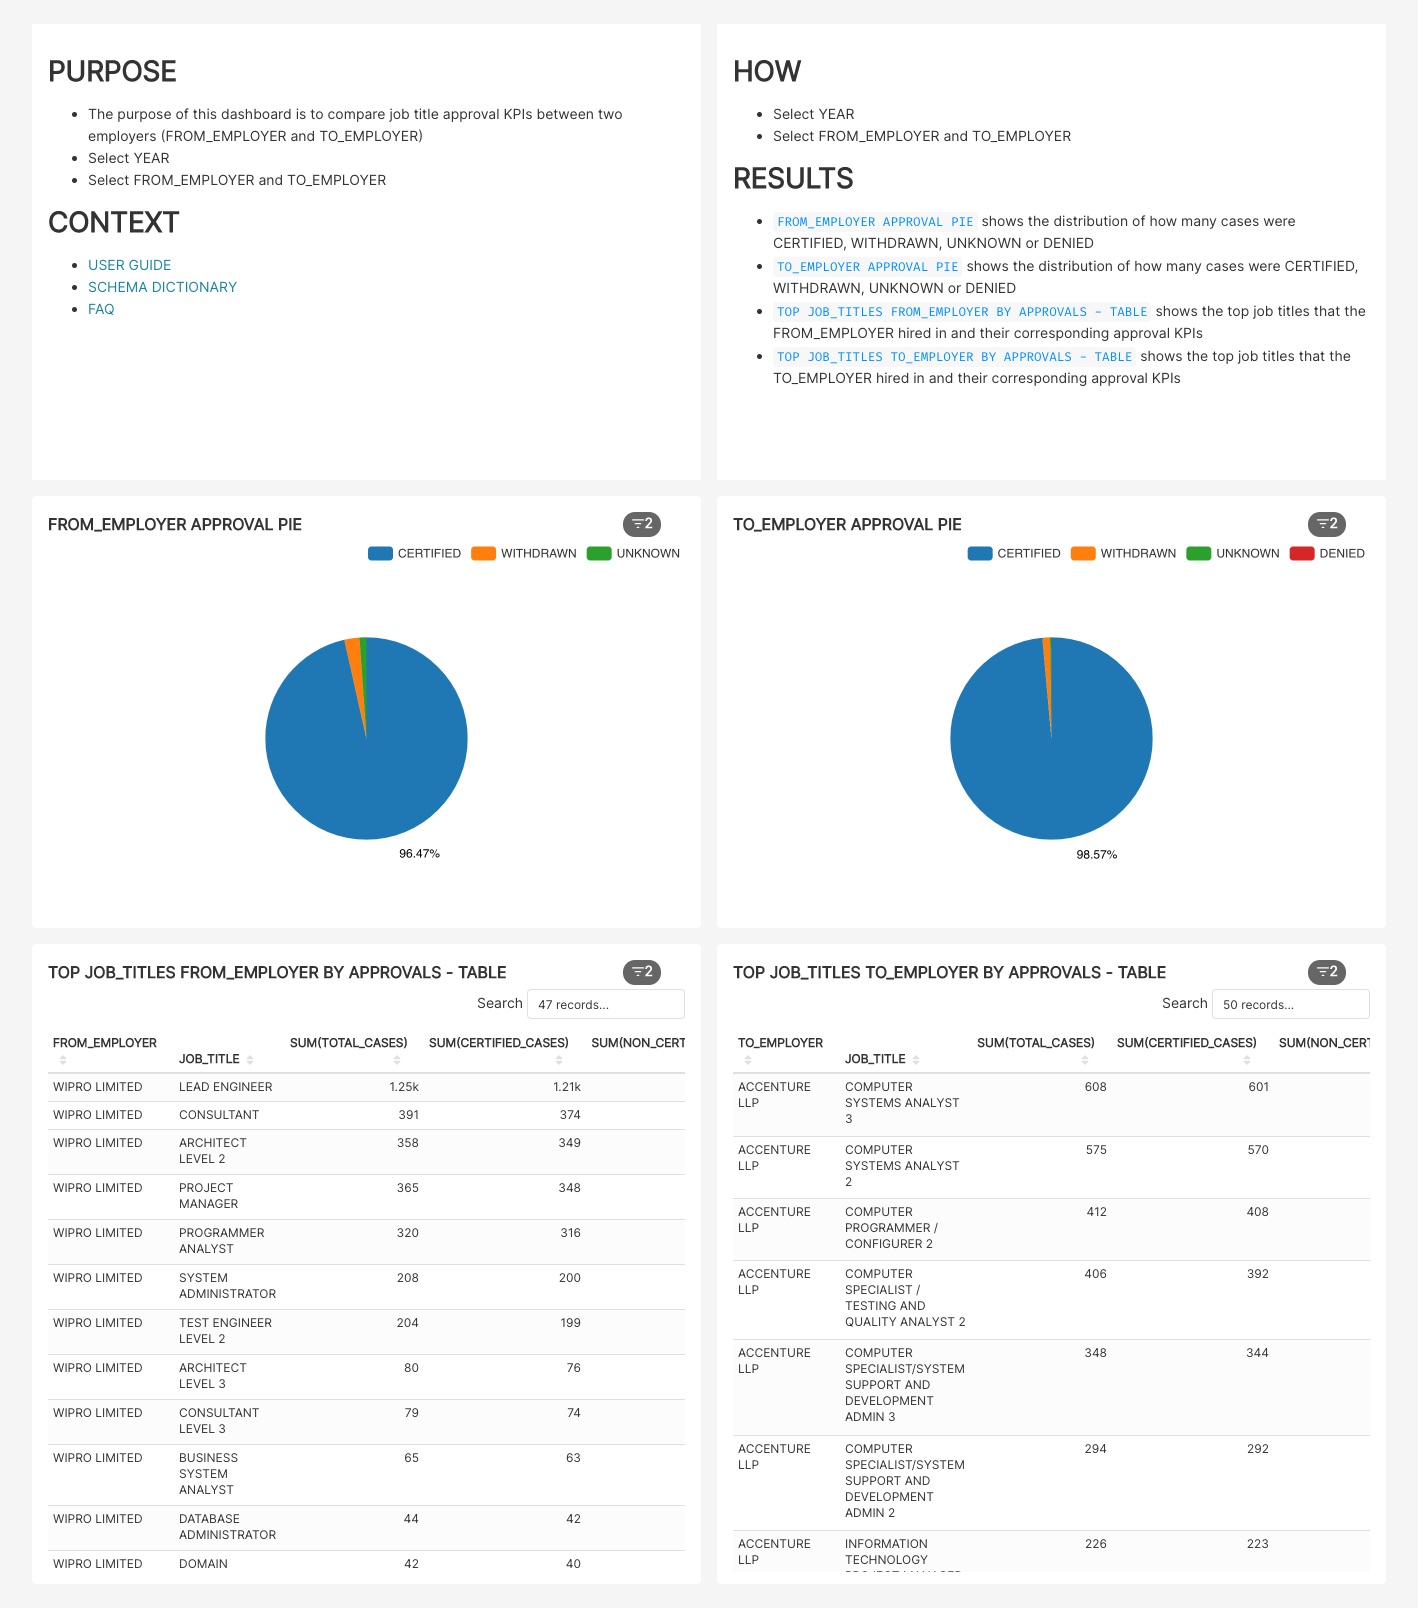 PURPOSE
• The purpose of this dashboard is to compare job title approval KPIs between two
employers (FROM_EMPLOYER and TO_EMPLOYER)
• Select YEAR
• Select FROM_EMPLOYER and TO_EMPLOYER
CONTEXT
• USER GUIDE
• SCHEMA DICTIONARY
• FAQ
HOW
• Select YEAR
• Select FROM_EMPLOYER and TO_EMPLOYER
RESULTS
• FROM_EMPLOYER APPROVAL PIE shows the distribution of how many cases were
CERTIFIED, WITHDRAWN, UNKNOWN or DENIED
• TO_EMPLOYER APPROVAL PIE shows the distribution of how many cases were CERTIFIED,
WITHDRAWN, UNKNOWN or DENIED
• TOP JOB_TITLES FROM_EMPLOYER BY APPROVALS - TABLE shows the top job titles that the
FROM_EMPLOYER hired in and their corresponding approval KPIs
• TOP JOB_TITLES TO_EMPLOYER BY APPROVALS - TABLE shows the top job titles that the
TO_EMPLOYER hired in and their corresponding approval KPIs
FROM_EMPLOYER APPROVAL PIE 2
CERTIFIED WITHDRAWN UNKNOWN
96.47%
TO_EMPLOYER APPROVAL PIE 2
CERTIFIED WITHDRAWN UNKNOWN DENIED
98.57%
TOP JOB_TITLES FROM_EMPLOYER BY APPROVALS - TABLE 2
Search 47 records...
FROM_EMPLOYER JOB_TITLE SUM(TOTAL_CASES) SUM(CERTIFIED_CASES) SUM(NON_CERT
WIPRO LIMITED LEAD ENGINEER 1.25k 1.21k
WIPRO LIMITED CONSULTANT 391 374
WIPRO LIMITED ARCHITECT 358 349
LEVEL 2
WIPRO LIMITED PROJECT 365 348
MANAGER
WIPRO LIMITED PROGRAMMER 320 316
ANALYST
WIPRO LIMITED SYSTEM 208 200
ADMINISTRATOR
WIPRO LIMITED TEST ENGINEER 204 199
LEVEL 2
WIPRO LIMITED ARCHITECT 80 76
LEVEL 3
WIPRO LIMITED CONSULTANT 79 74
LEVEL 3
WIPRO LIMITED BUSINESS 65 63
SYSTEM
ANALYST
WIPRO LIMITED DATABASE 44 42
ADMINISTRATOR
WIPRO LIMITED DOMAIN 42 40
TOP JOB_TITLES TO_EMPLOYER BY APPROVALS - TABLE 2
Search 50 records...
TO_EMPLOYER JOB_TITLE SUM(TOTAL_CASES) SUM(CERTIFIED_CASES) SUM(NON_CERT
ACCENTURE COMPUTER 608 601
LLP SYSTEMS ANALYST
3
ACCENTURE COMPUTER 575 570
LLP SYSTEMS ANALYST
2
ACCENTURE COMPUTER 412 408
LLP PROGRAMMER /
CONFIGURER 2
ACCENTURE COMPUTER 406 392
LLP SPECIALIST /
TESTING AND
QUALITY ANALYST 2
ACCENTURE COMPUTER 348 344
LLP SPECIALIST/SYSTEM
SUPPORT AND
DEVELOPMENT
ADMIN 3
ACCENTURE COMPUTER 294 292
LLP SPECIALIST/SYSTEM
SUPPORT AND
DEVELOPMENT
ADMIN 2
ACCENTURE INFORMATION 226 223
LLP TECHNOLOGY